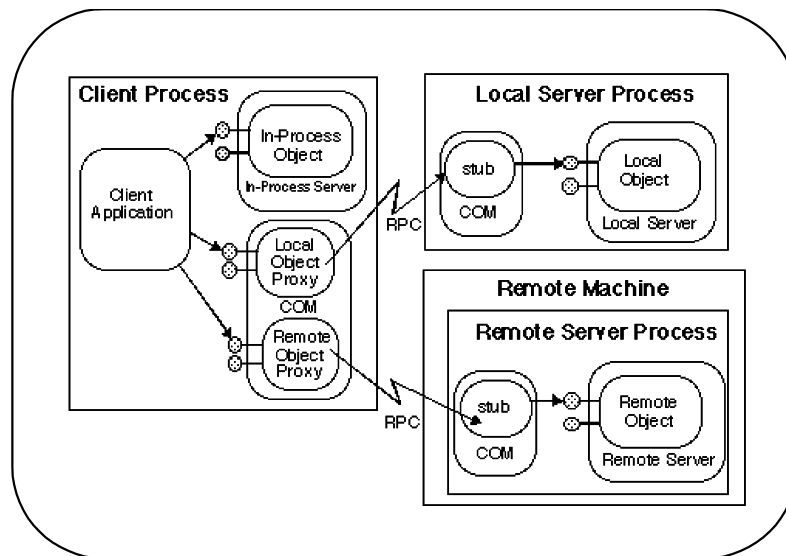 Client Process
In-Process
Object
In-Process Server
Client
Application
Local
Object
Proxy
COM
Remote
Object
Proxy
RPC
RPC
Local Server Process
stub
COM
Local
Object
Local Server
Remote Machine
Remote Server Process
stub
COM
Remote
Object
Remote Server